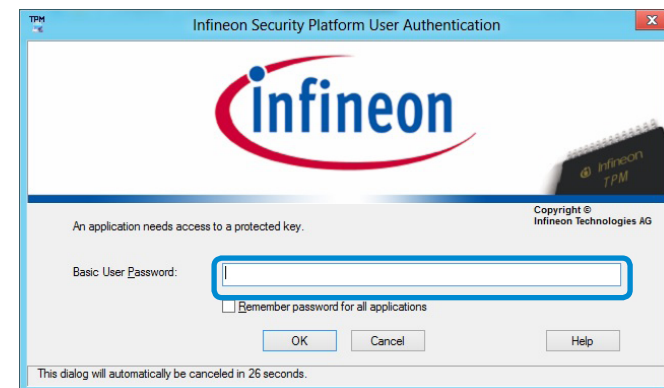 TPM
Infineon Security Platform User Authentication
x
infineon
infineon
TPM
Copyright ©
Infineon Technologies AG
An application needs access to a protected key.
Basic User Password:
Remember password for all applications
OK Cancel Help
This dialog will automatically be canceled in 26 seconds.